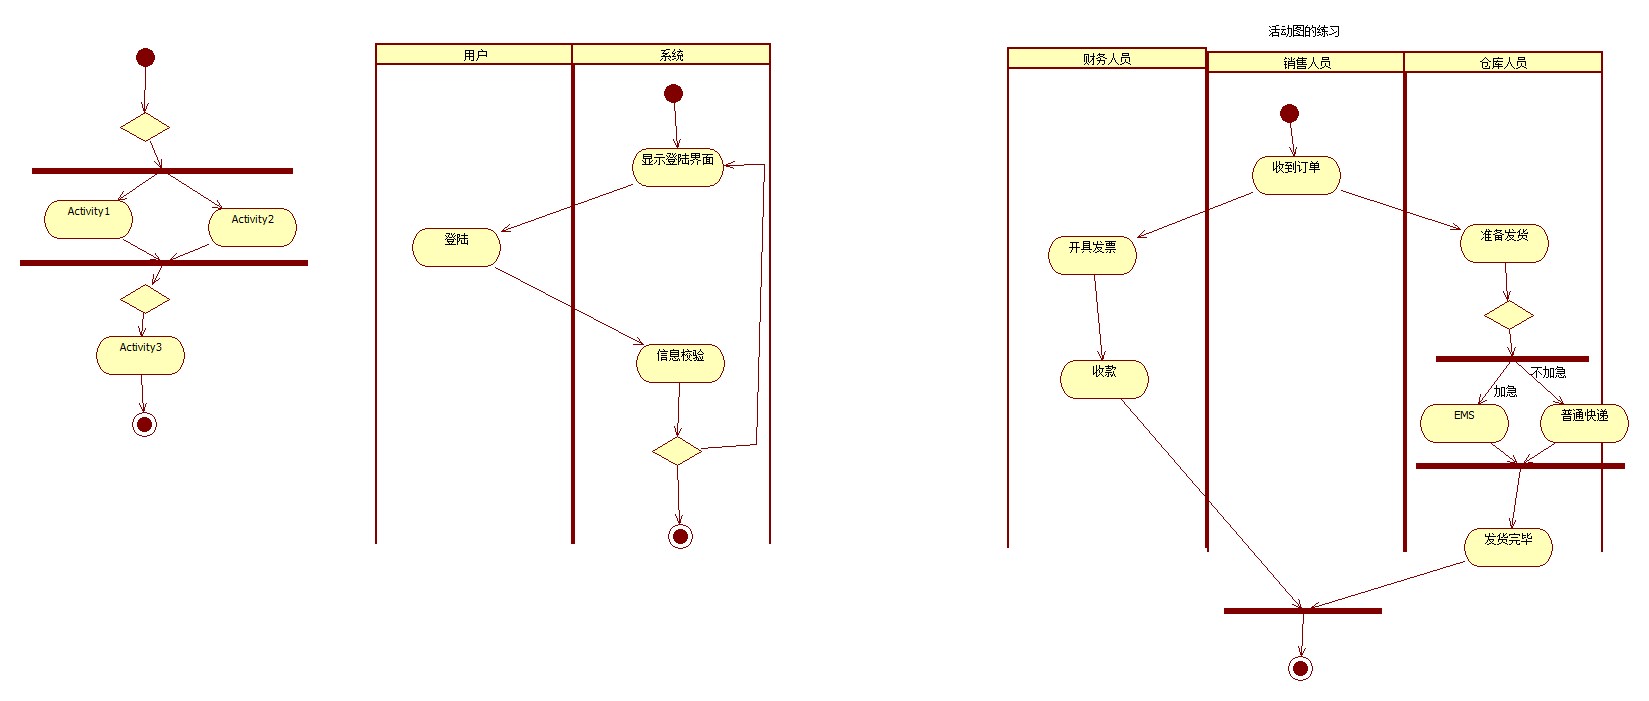 Activity1
Activity2
Activity3
用户
系统
显示登陆界面
登陆
信息校验
活动图的练习
财务人员
销售人员
仓库人员
收到订单
开具发票
准备发货
收款
不加急
加急
EMS
普通快递
发货完毕